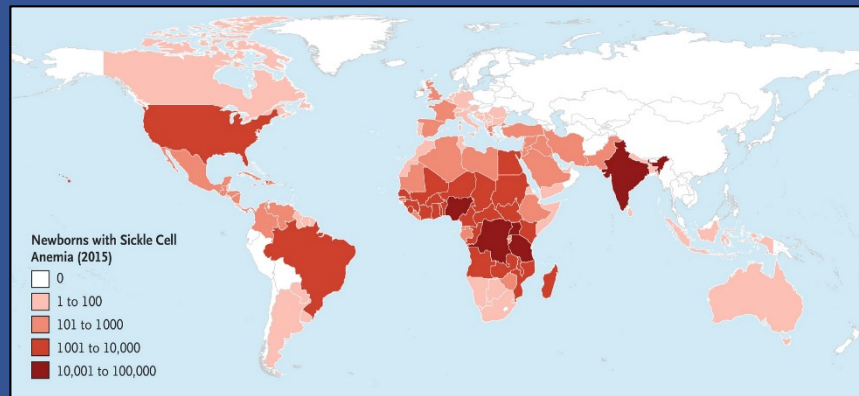 Newborns with Sickle Cell
Anemia (2015)
0
1 to 100
101 to 1000
1001 to 10,000
10,001 to 100,000